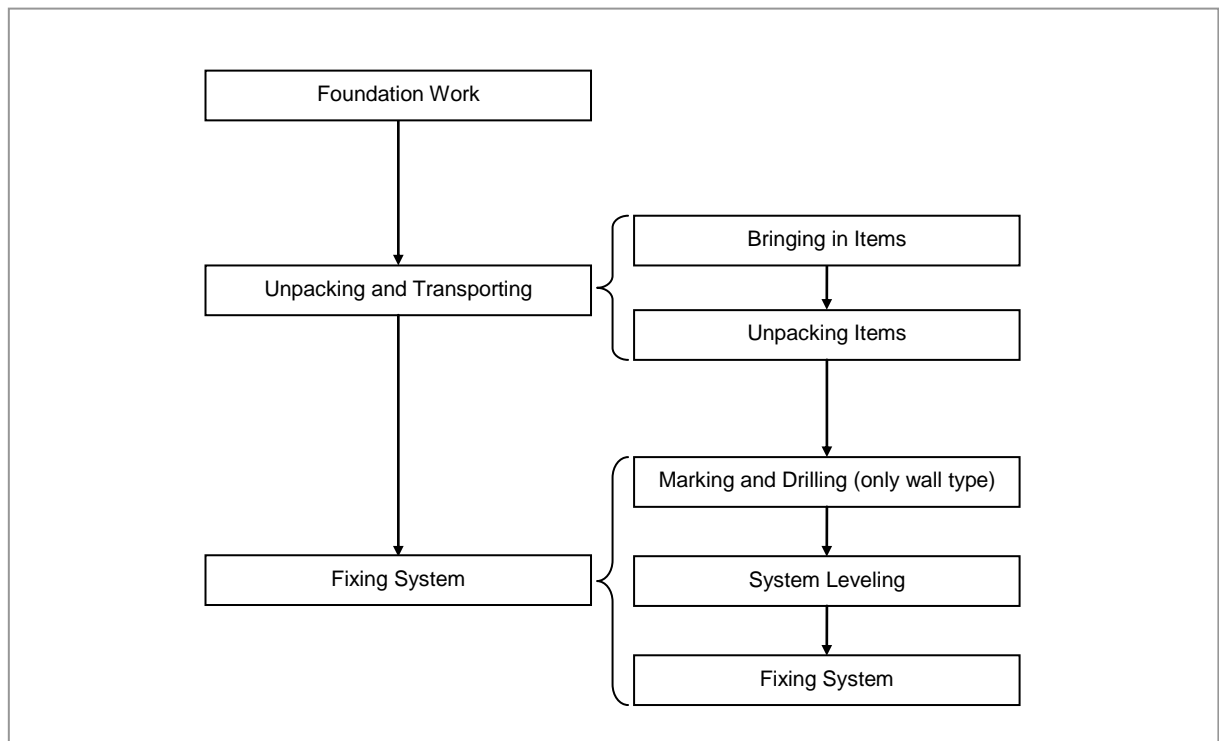 Foundation Work
Bringing in Items
Unpacking and Transporting
Unpacking Items
Marking and Drilling (only wall type)
Fixing System
System Leveling
Fixing System